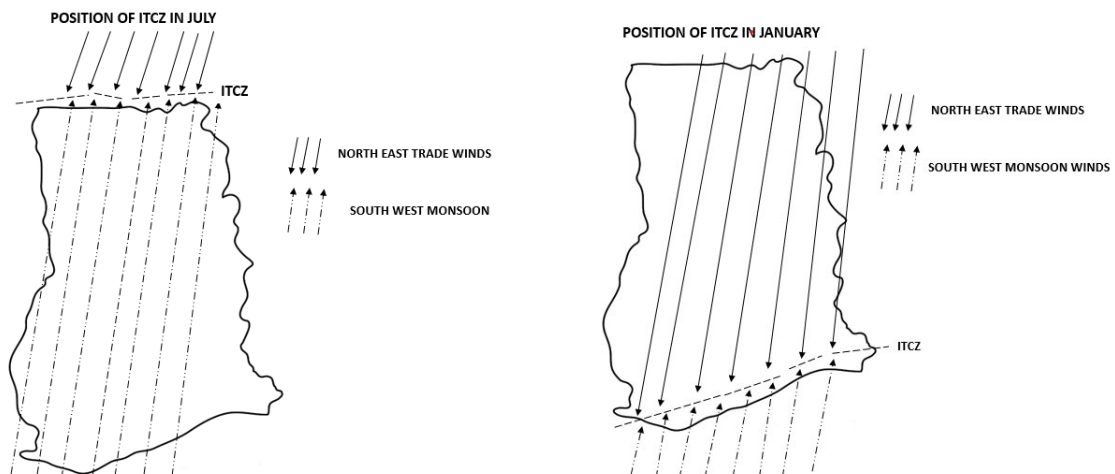 POSITION OF ITCZ IN JULY
ITCZ
NORTH EAST TRADE WINDS
SOUTH WEST MONSOON
POSITION OF ITCZ IN JANUARY
NORTH EAST TRADE WINDS
SOUTH WEST MONSOON WINDS
ITCZ